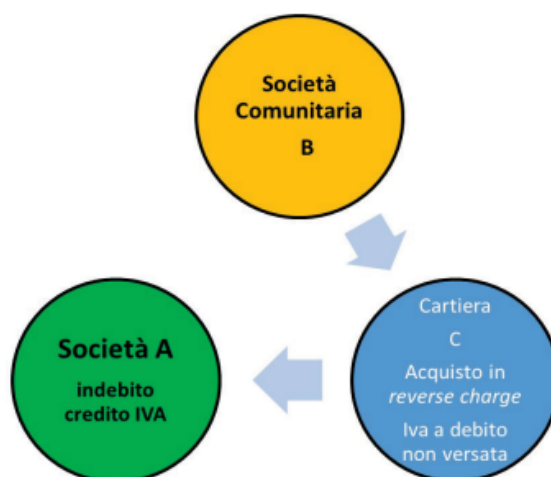 Società
Comunitaria
B
Cartiera
C
Acquisto in
reverse charge
Iva a debito
non versata
Società A
indebito
credito IVA